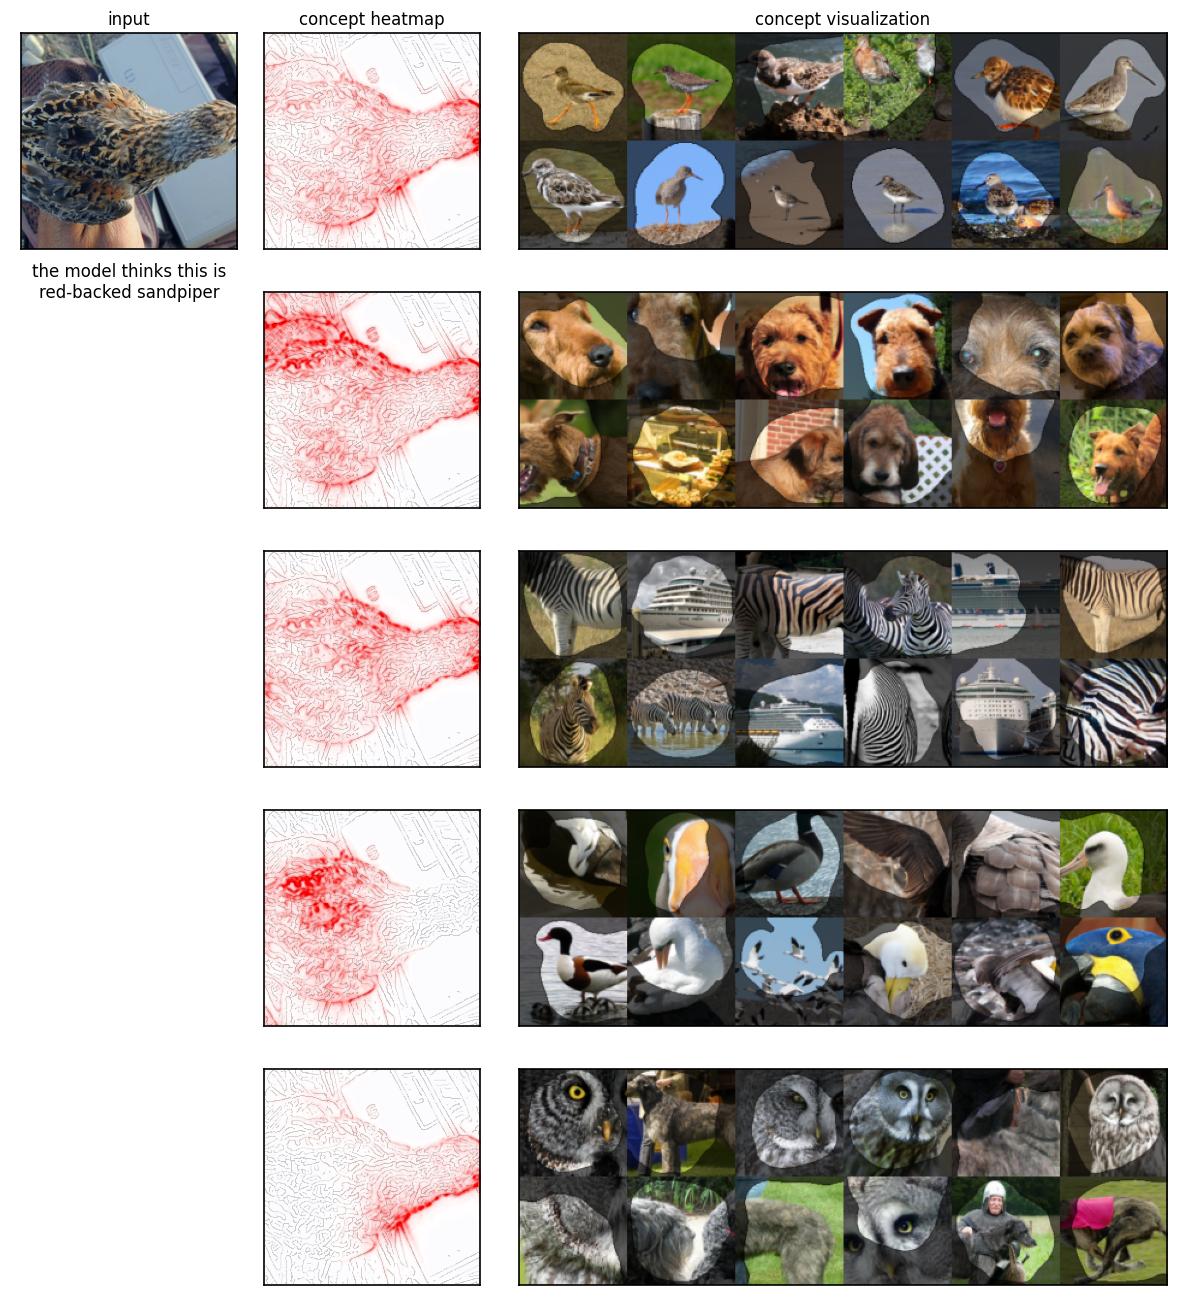 input
concept heatmap
concept visualization
the model thinks this is
red-backed sandpiper